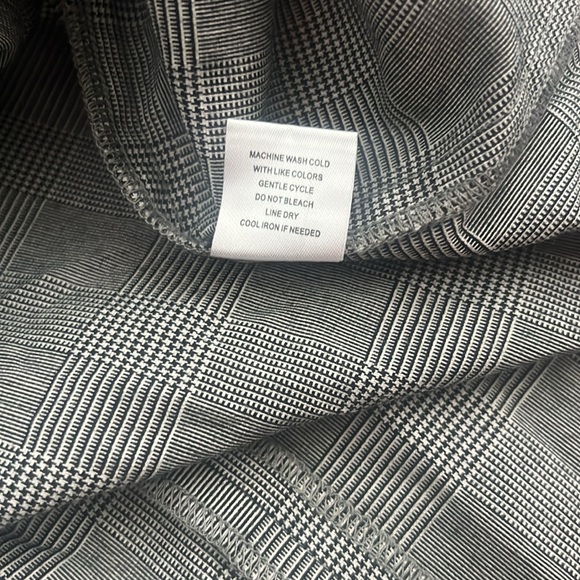 MACHINE WASH COLD
WITH LIKE COLORS
GENTLE CYCLE
DO NOT BLEACH
LINE DRY
COOL IRON IF NEEDED